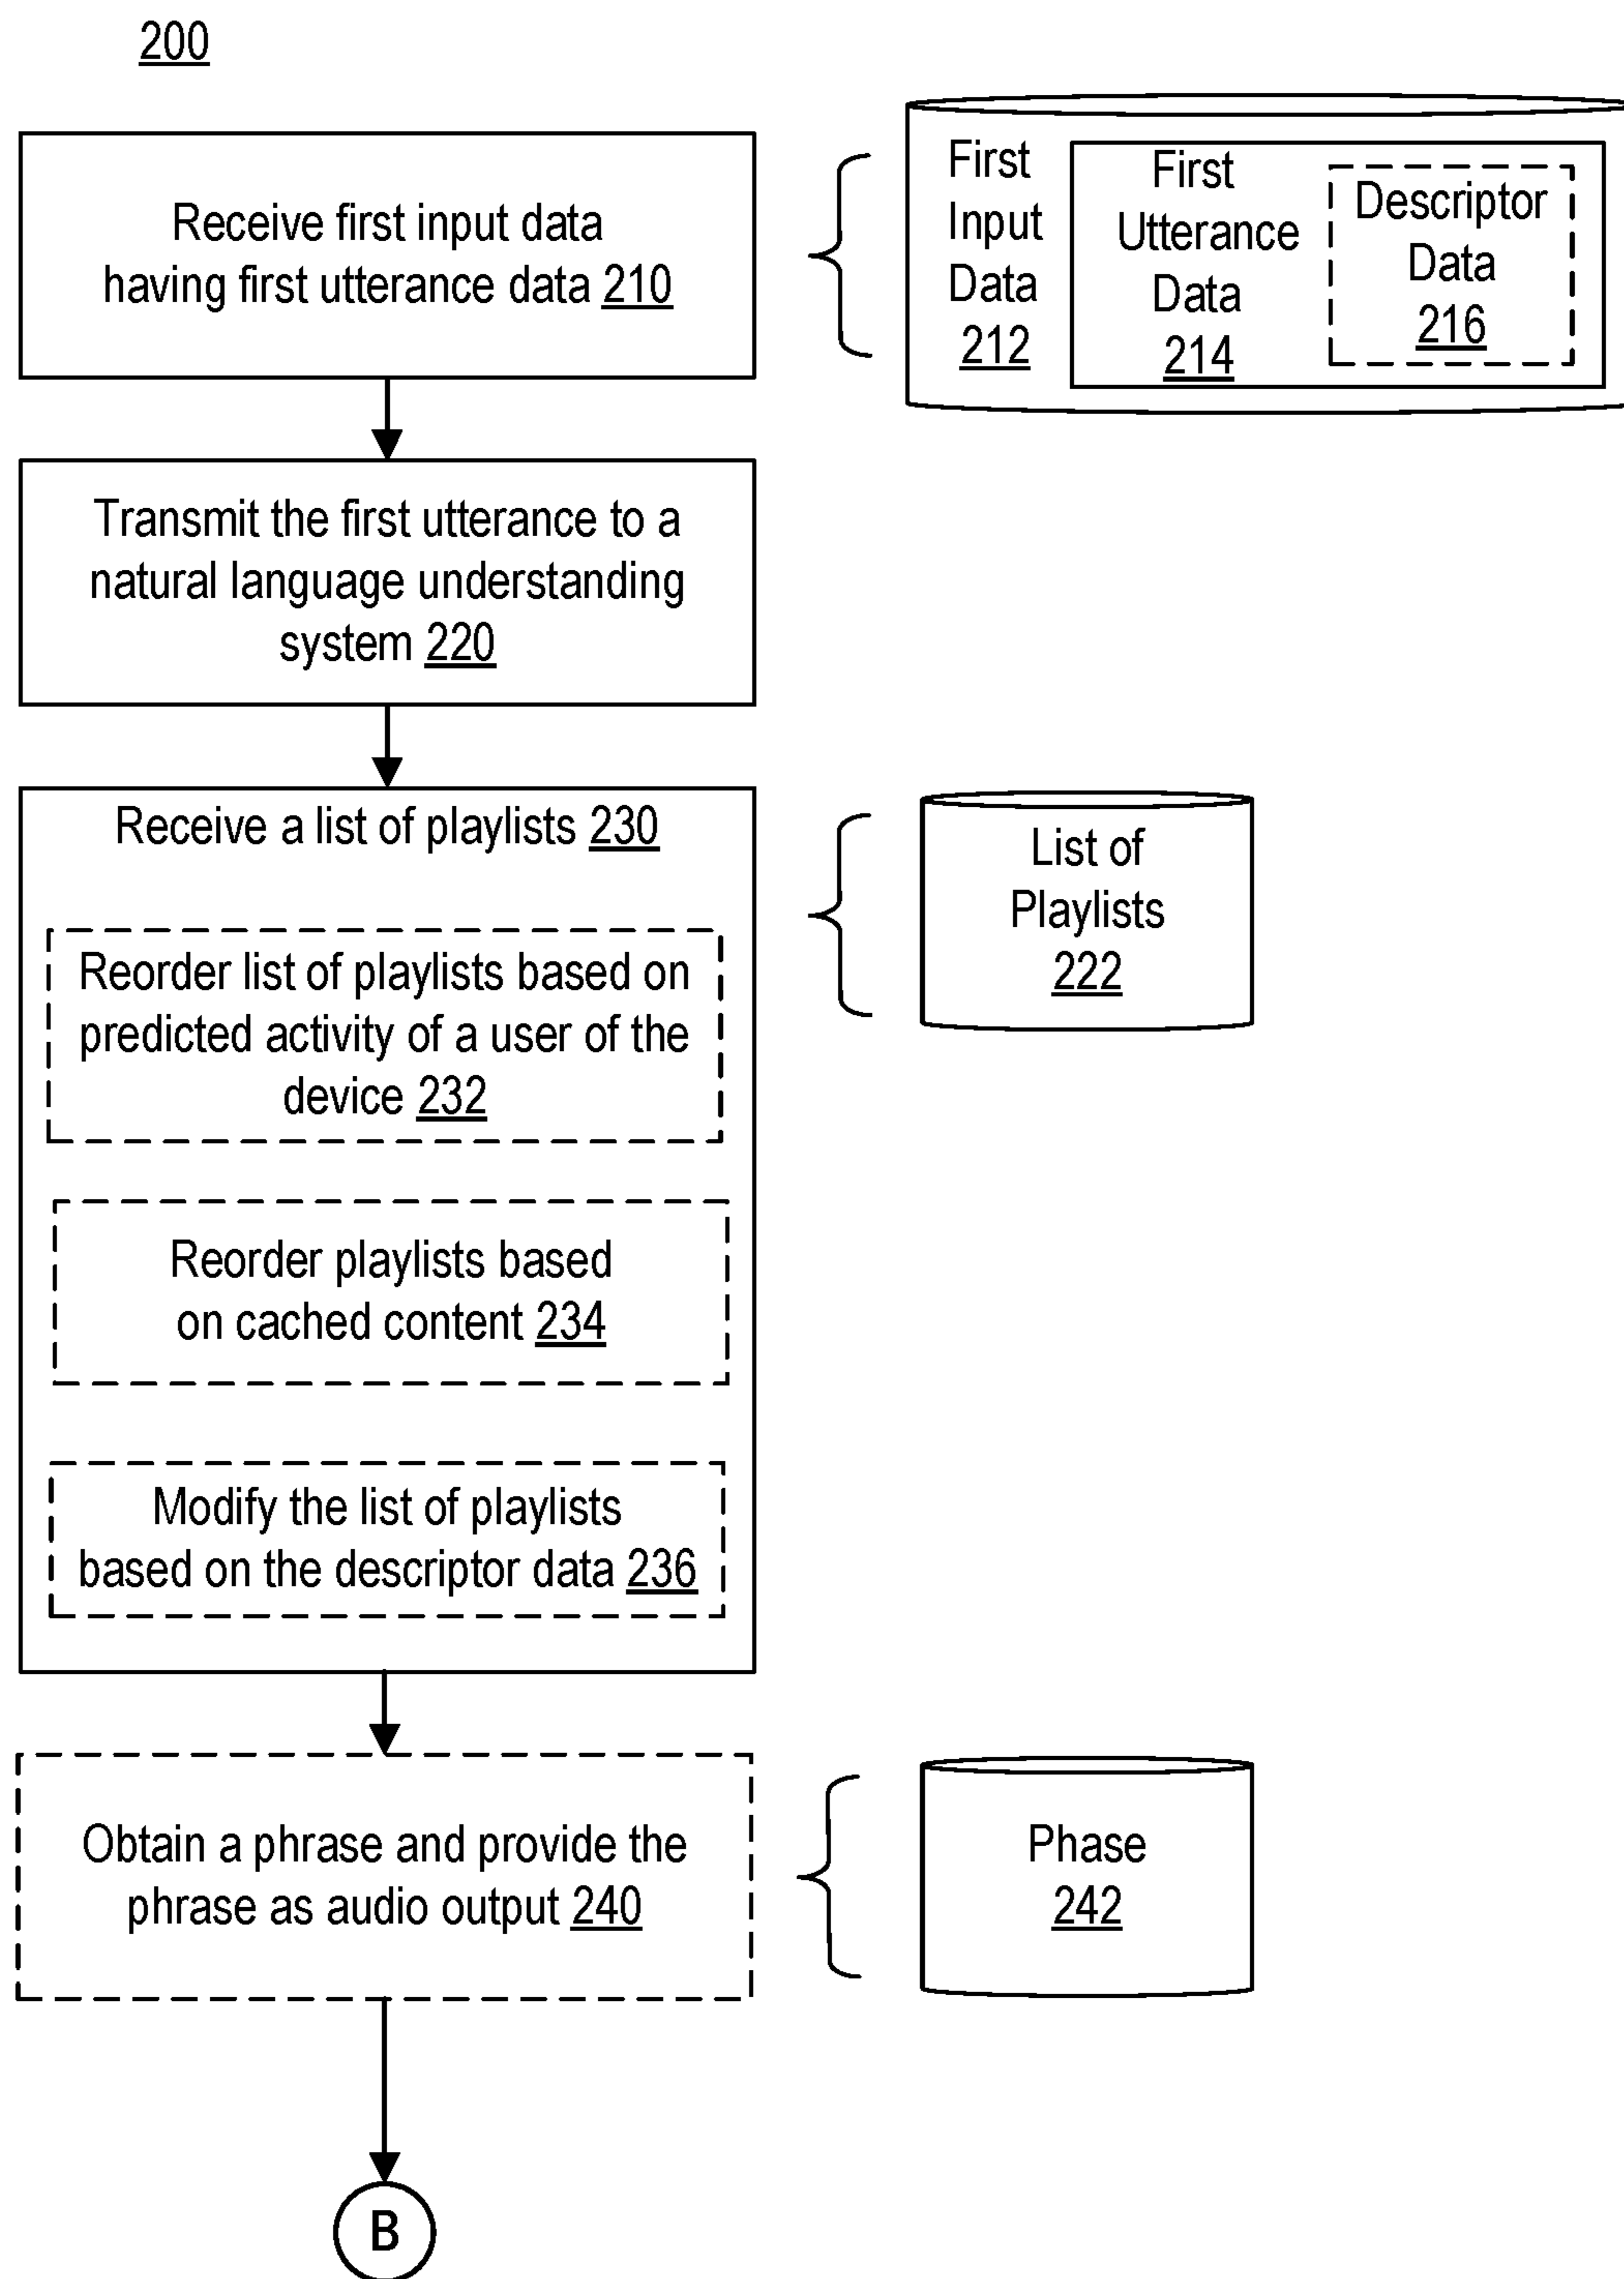 200
Receive first input data
having first utterance data 210
First
Input
Data
212
First
Utterance
Data
214
Descriptor
Data
216
Transmit the first utterance to a
natural language understanding
system 220
Receive a list of playlists 230
List of
Playlists
222
Reorder list of playlists based on
predicted activity of a user of the
device 232
Reorder playlists based
on cached content 234
Modify the list of playlists
based on the descriptor data 236
Obtain a phrase and provide the
phrase as audio output 240
Phase
242
B